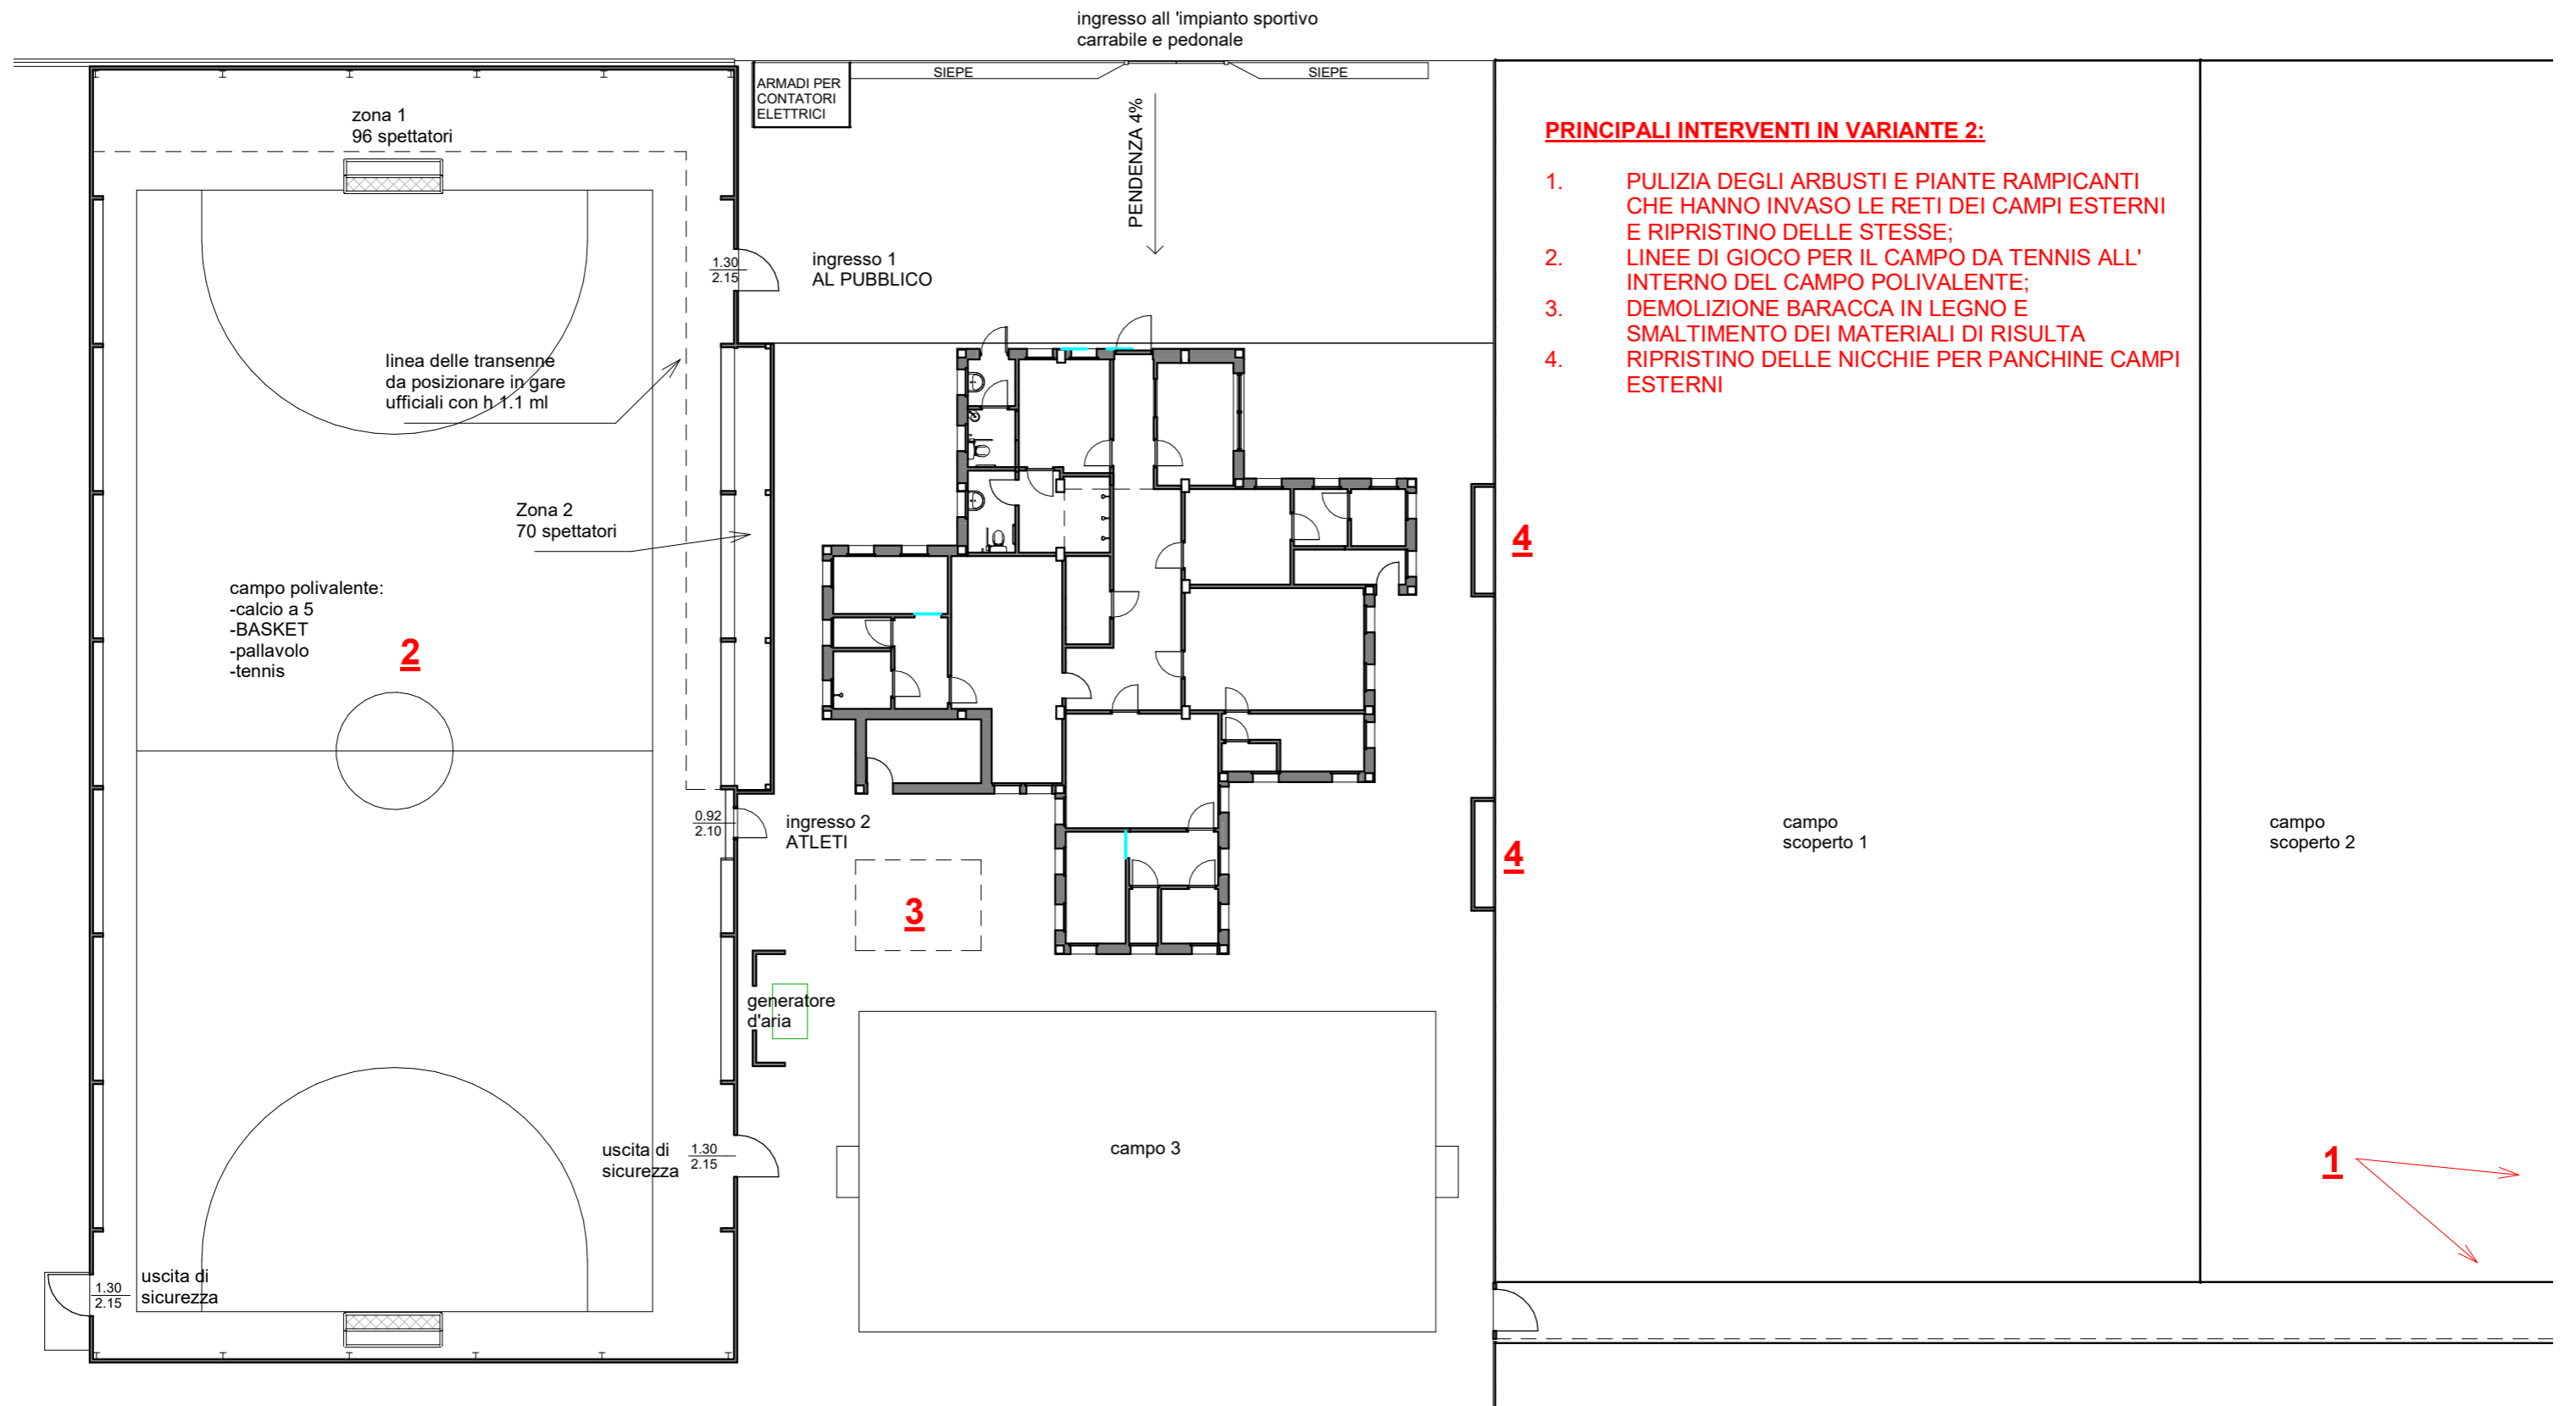 ingresso all 'impianto sportivo
carrabile e pedonale
SIEPE
SIEPE
ARMADI PER
CONTATORI
ELETTRICI
PENDENZA 4%
zona 1
96 spettatori
1.30
2.15
ingresso 1
AL PUBBLICO
linea delle transenne
da posizionare in gare
ufficiali con h 1.1 ml
Zona 2
70 spettatori
campo polivalente:
-calcio a 5
-BASKET
-pallavolo
-tennis
2
0.92
2.10
ingresso 2
ATLETI
3
generatore
d'aria
uscita di
sicurezza
1.30
2.15
campo 3
uscita di
sicurezza
1.30
2.15
PRINCIPALI INTERVENTI IN VARIANTE 2:
1. PULIZIA DEGLI ARBUSTI E PIANTE RAMPICANTI
CHE HANNO INVASO LE RETI DEI CAMPI ESTERNI
E RIPRISTINO DELLE STESSE;
2. LINEE DI GIOCO PER IL CAMPO DA TENNIS ALL'
INTERNO DEL CAMPO POLIVALENTE;
3. DEMOLIZIONE BARACCA IN LEGNO E
SMALTIMENTO DEI MATERIALI DI RISULTA
4. RIPRISTINO DELLE NICCHIE PER PANCHINE CAMPI
ESTERNI
4
4
campo
scoperto 1
campo
scoperto 2
1